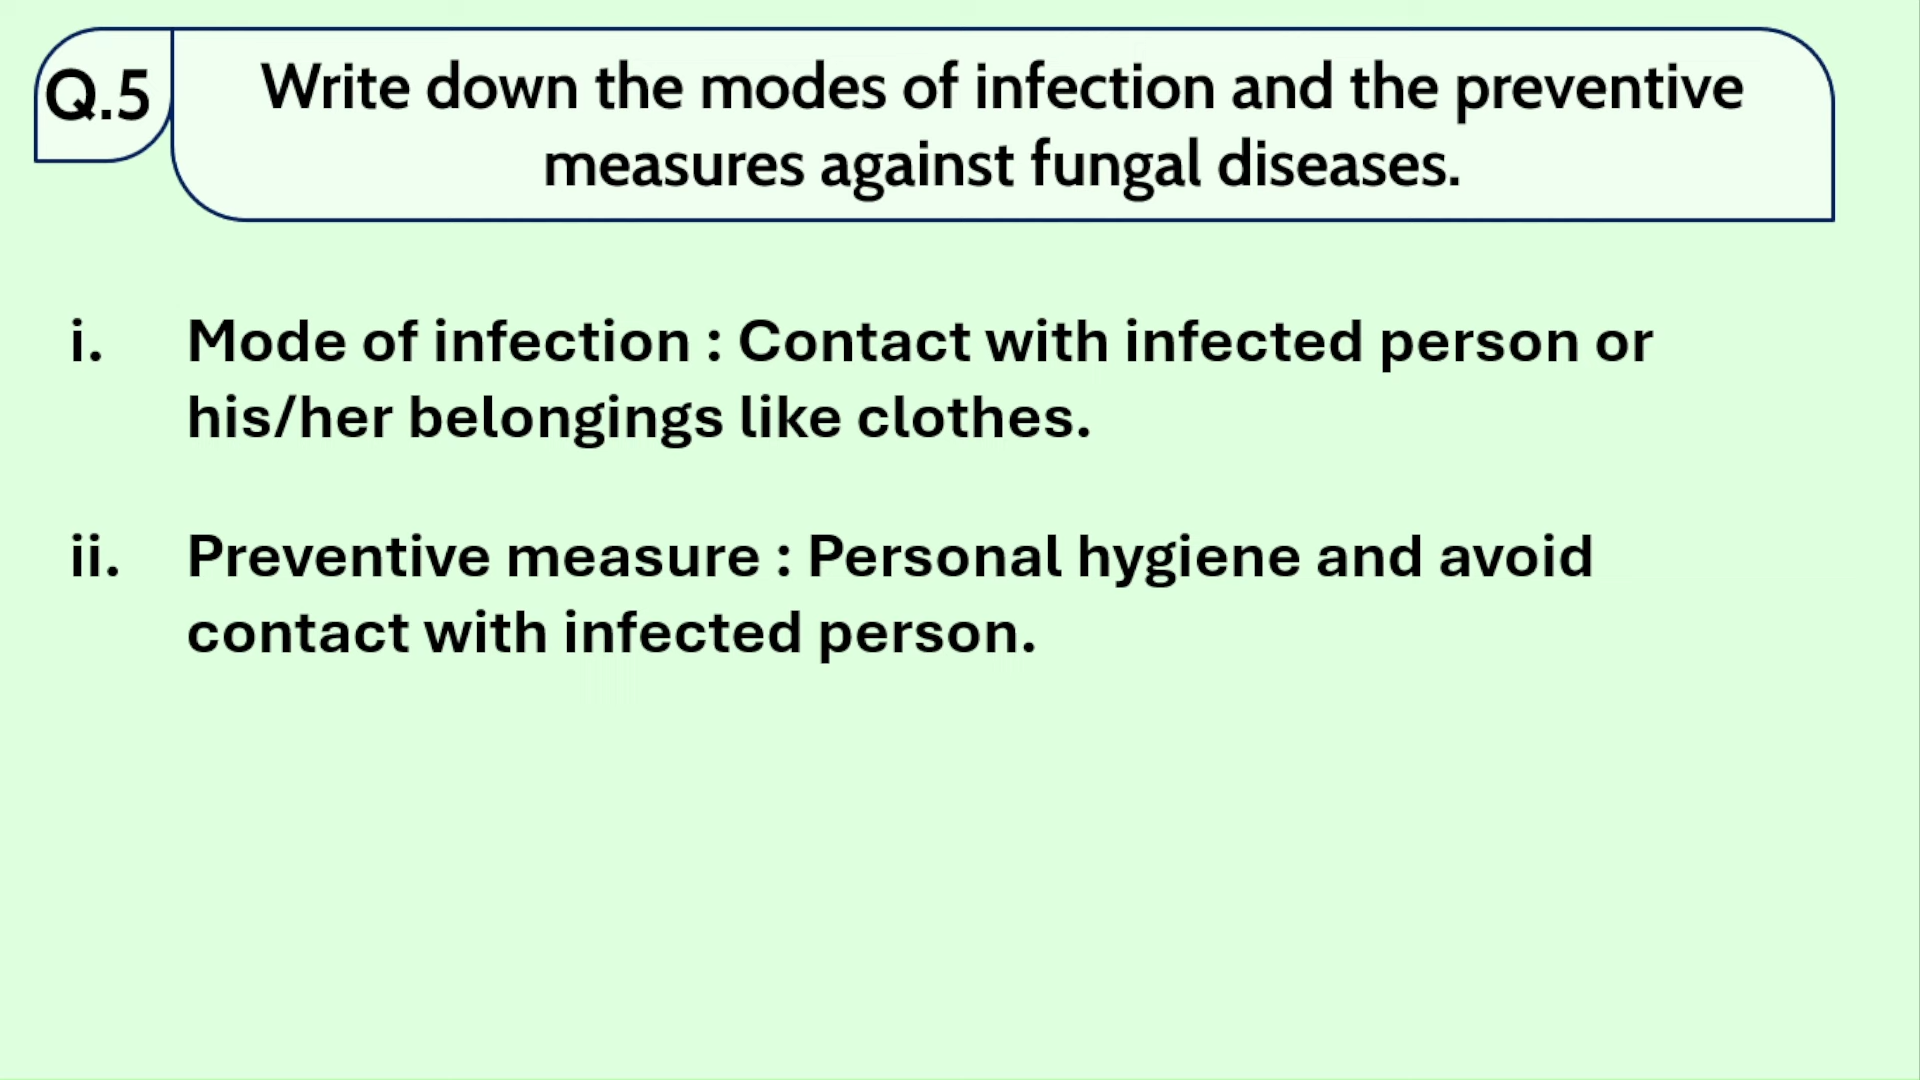 Q.5
Write down the modes of infection and the preventive
measures against fungal diseases.
i. Mode of infection : Contact with infected person or
his/her belongings like clothes.
ii. Preventive measure : Personal hygiene and avoid
contact with infected person.